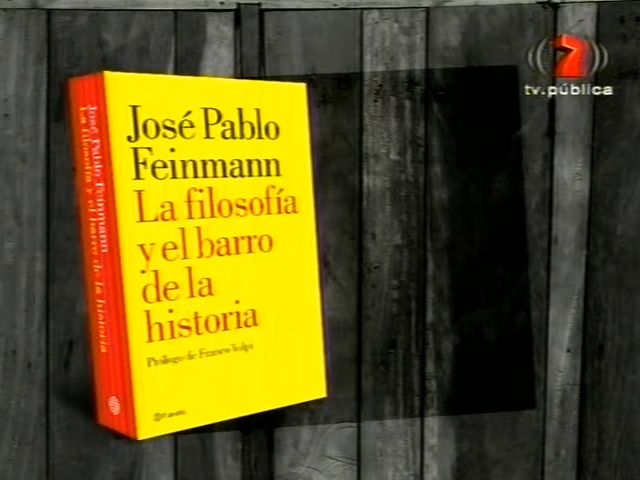 José Pablo
Feinmann
La filosofía
y el barro
de la
historia
Prólogo de Franco Volpi
Planeta
José Pablo Feinmann
La filosofía y el barro de la historia
7
tv.pública